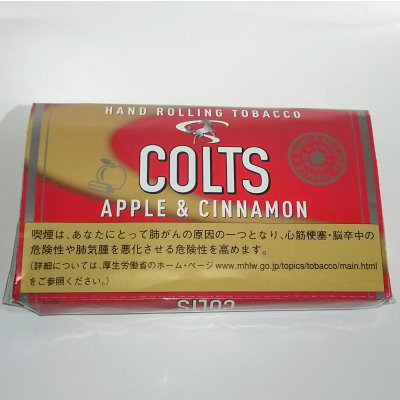 HAND ROLLING TOBACCO
COLTS
APPLE & CINNAMON
喫煙は、あなたにとって肺がんの原因の一つとなり、心筋梗塞・脳卒中の
危険性や肺気腫を悪化させる危険性を高めます。
(詳細については、厚生労働省のホーム・ページ www.mhlw.go.jp/topics/tobacco/main.html
をご参照ください。)
COLTS